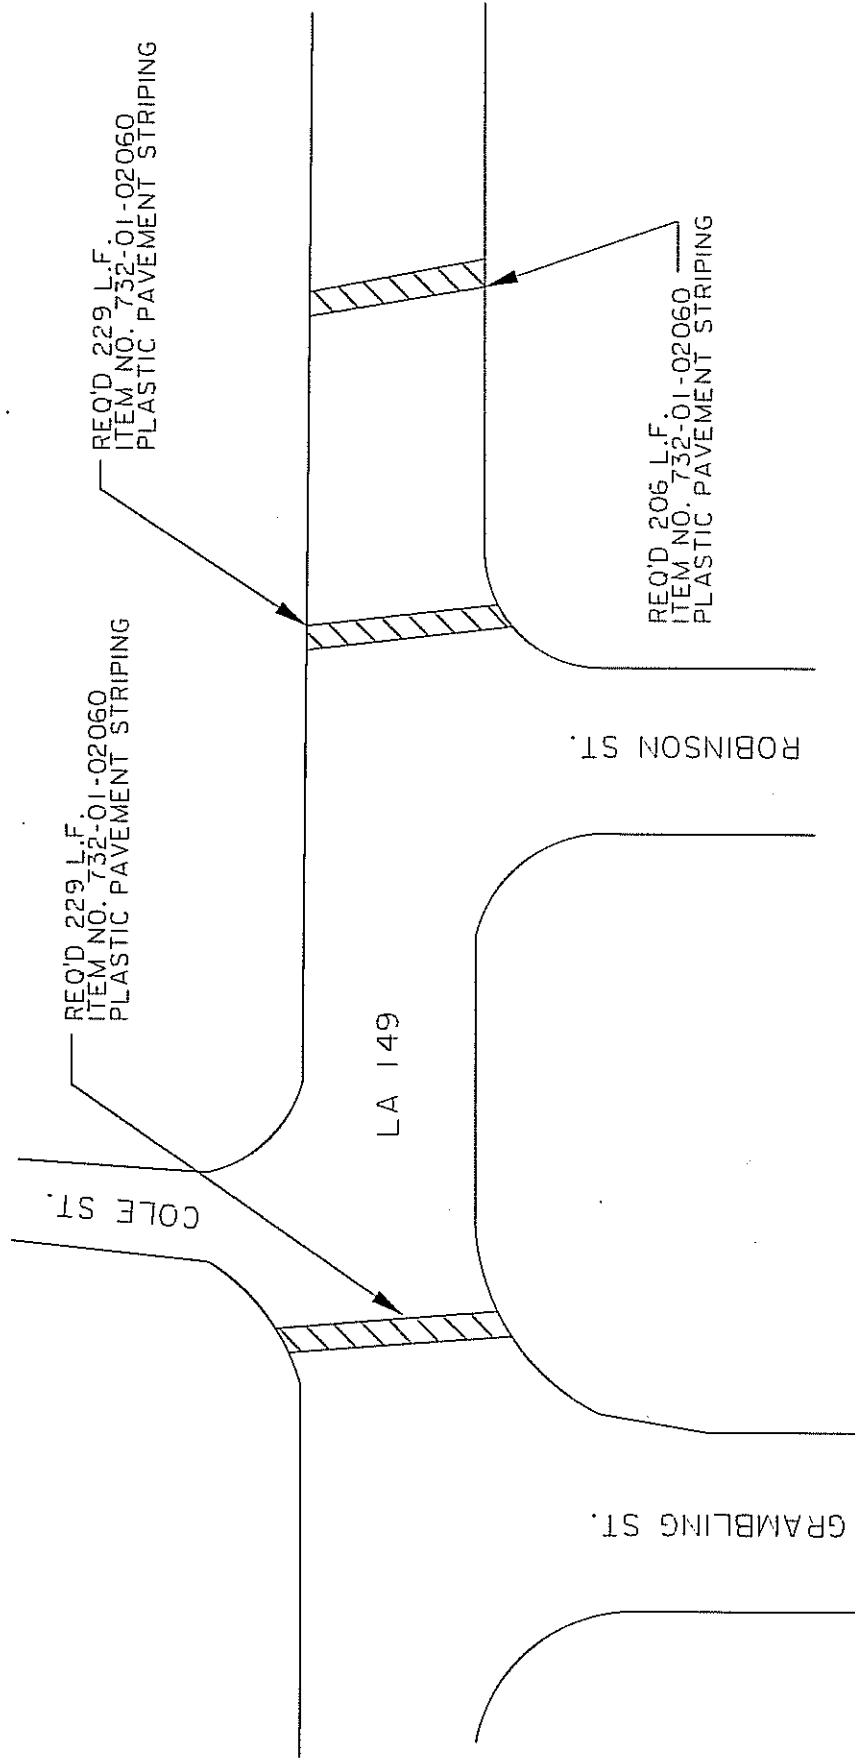 REQ'D 229 L.F.
ITEM NO. 732-01-02060
PLASTIC PAVEMENT STRIPING
REQ'D 229 L.F.
ITEM NO. 732-01-02060
PLASTIC PAVEMENT STRIPING
COLE ST.
LA 149
REQ'D 206 L.F.
ITEM NO. 732-01-02060
PLASTIC PAVEMENT STRIPING
GRAMBLING ST.
ROBINSON ST.